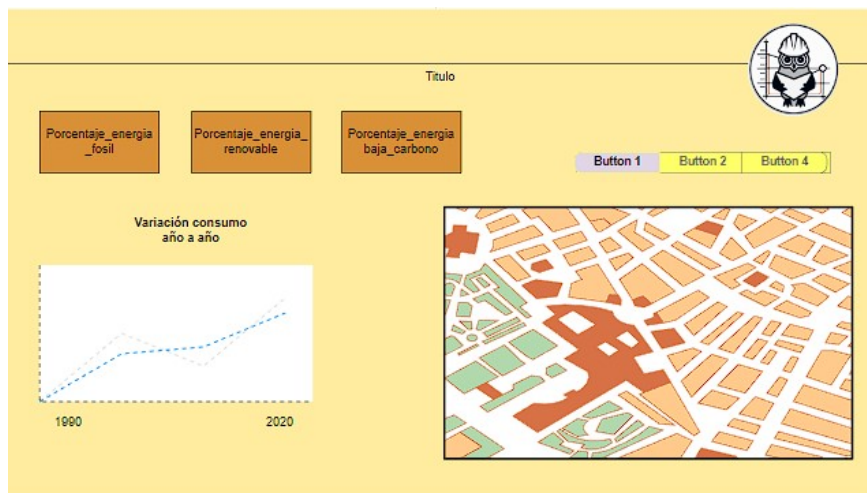 Titulo
Porcentaje_energia
_fosil
Porcentaje_energia_
renovable
Porcentaje_energia
baja_carbono
Button 1
Button 2
Button 4
Variación consumo
año a año
1990
2020